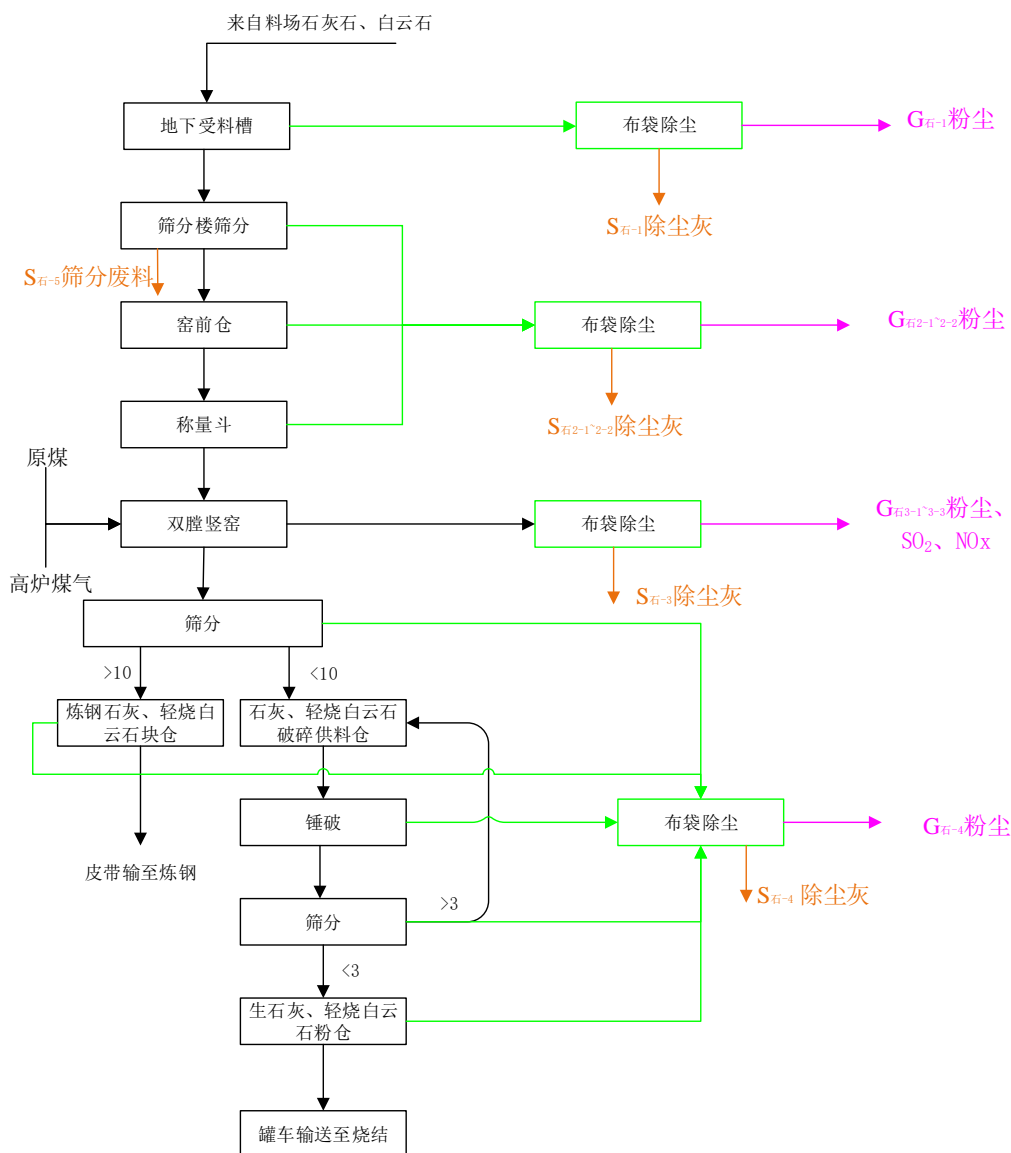 来自料场石灰石、白云石
地下受料槽
布袋除尘
G石-1粉尘
S石-1除尘灰
筛分楼筛分
S石-5筛分废料
窑前仓
布袋除尘
G石2-1~2-2粉尘
称量斗
S石2-1~2-2除尘灰
原煤
双膛竖窑
布袋除尘
G石3-1~3-3粉尘、
SO₂、NOx
高炉煤气
S石-3除尘灰
筛分
>10
<10
炼钢石灰、轻烧白
云石块仓
石灰、轻烧白云石
破碎供料仓
锤破
布袋除尘
G石-4粉尘
皮带输至炼钢
S石-4 除尘灰
筛分
>3
<3
生石灰、轻烧白云
石粉仓
罐车输送至烧结